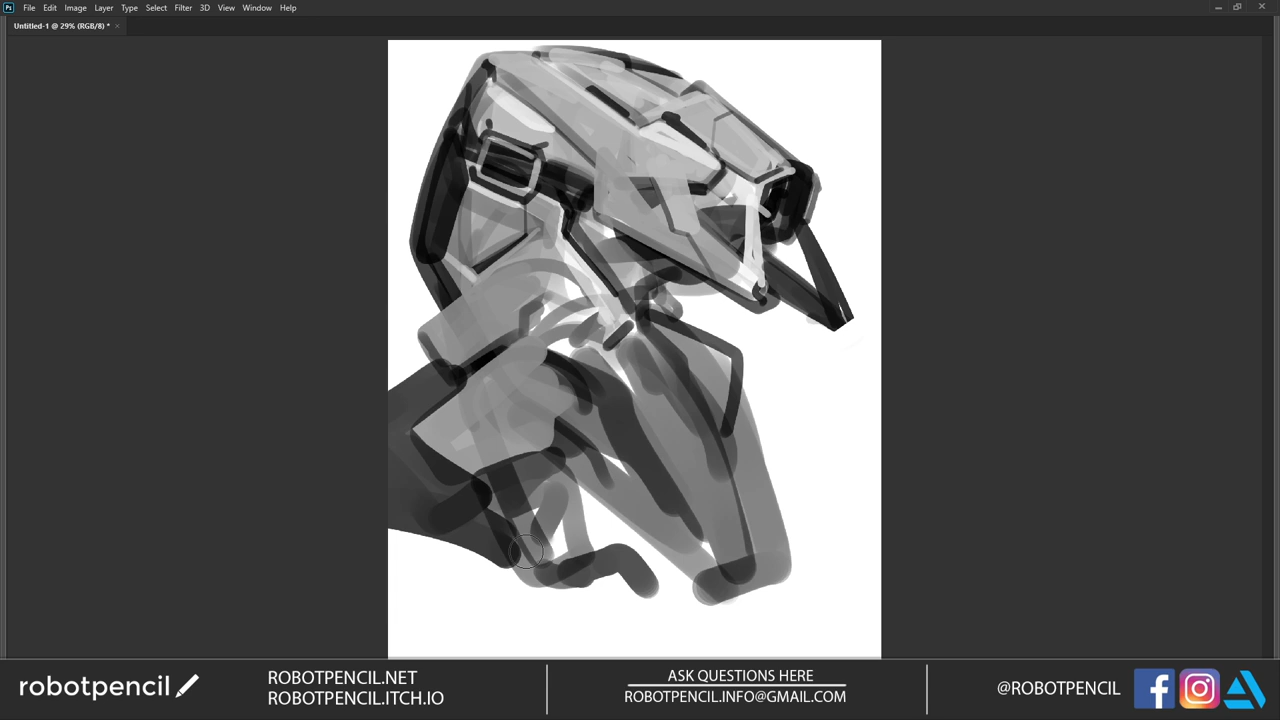 Ps File Edit Image Layer Type Select Filter 3D View Window Help
Untitled-1 @ 29% (RGB/8) * ×
robotpencil
ROBOTPENCIL.NET
ROBOTPENCIL.ITCH.IO
ASK QUESTIONS HERE
ROBOTPENCIL.INFO@GMAIL.COM
@ROBOTPENCIL